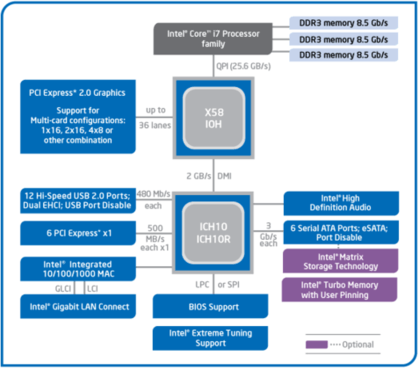 Intel® Core™ i7 Processor
family
DDR3 memory 8.5 Gb/s
DDR3 memory 8.5 Gb/s
DDR3 memory 8.5 Gb/s
QPI (25.6 GB/s)
PCI Express* 2.0 Graphics
Support for
Multi-card configurations:
1x16, 2x16, 4x8 or
other combination
up to
36 lanes
X58
IOH
2 GB/s DMI
12 Hi-Speed USB 2.0 Ports;
Dual EHCI; USB Port Disable
480 Mb/s
each
6 PCI Express* x1
500
MB/s
each x1
Intel® Integrated
10/100/1000 MAC
GLCI
LCI
Intel® Gigabit LAN Connect
ICH10
ICH10R
Intel® High
Definition Audio
3
Gb/s
each
6 Serial ATA Ports; eSATA;
Port Disable
Intel® Matrix
Storage Technology
Intel® Turbo Memory
with User Pinning
LPC or SPI
BIOS Support
Intel® Extreme Tuning
Support
Optional